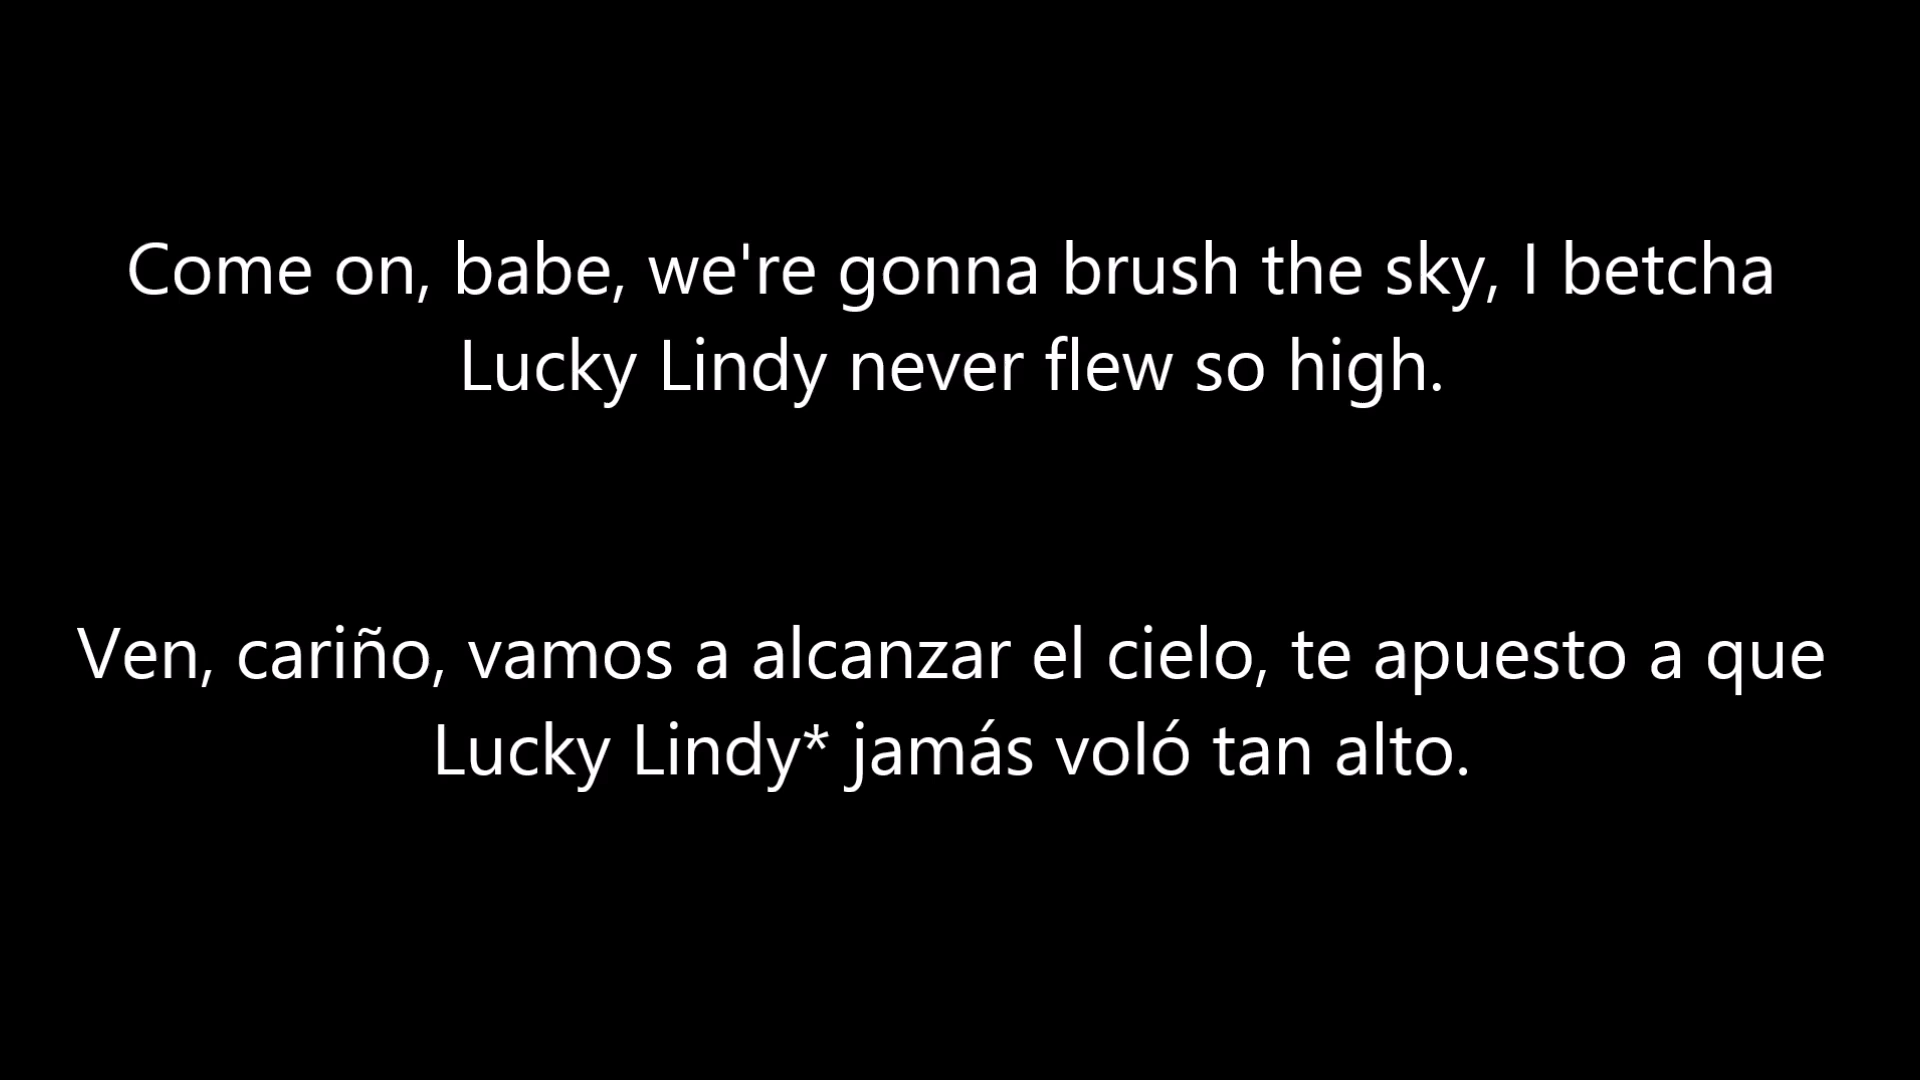 Come on, babe, we're gonna brush the sky, I betcha
Lucky Lindy never flew so high.
Ven, cariño, vamos a alcanzar el cielo, te apuesto a que
Lucky Lindy* jamás voló tan alto.